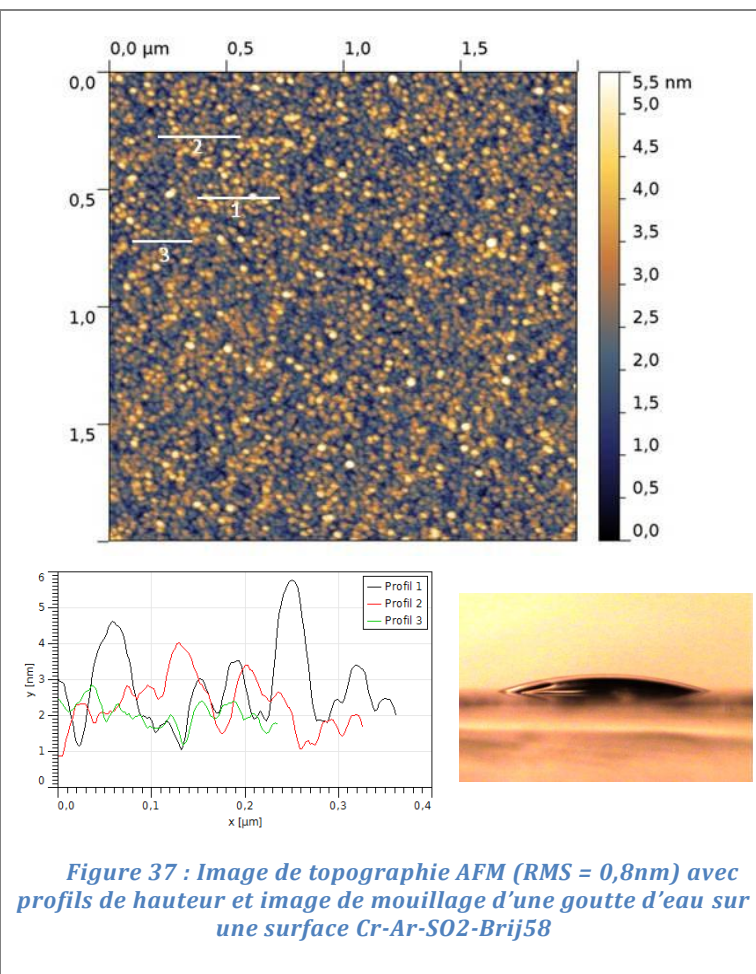 0,0 µm 0,5 1,0 1,5
0,0
0,5
1,0
1,5
2
1
3
5,5 nm
5,0
4,5
4,0
3,5
3,0
2,5
2,0
1,5
1,0
0,5
0,0
6
5
4
3
2
1
0
y [nm]
Profil 1
Profil 2
Profil 3
0,0 0,1 0,2 0,3 0,4
x [µm]
Figure 37 : Image de topographie AFM (RMS = 0,8nm) avec
profils de hauteur et image de mouillage d'une goutte d'eau sur
une surface Cr-Ar-SO2-Brij58